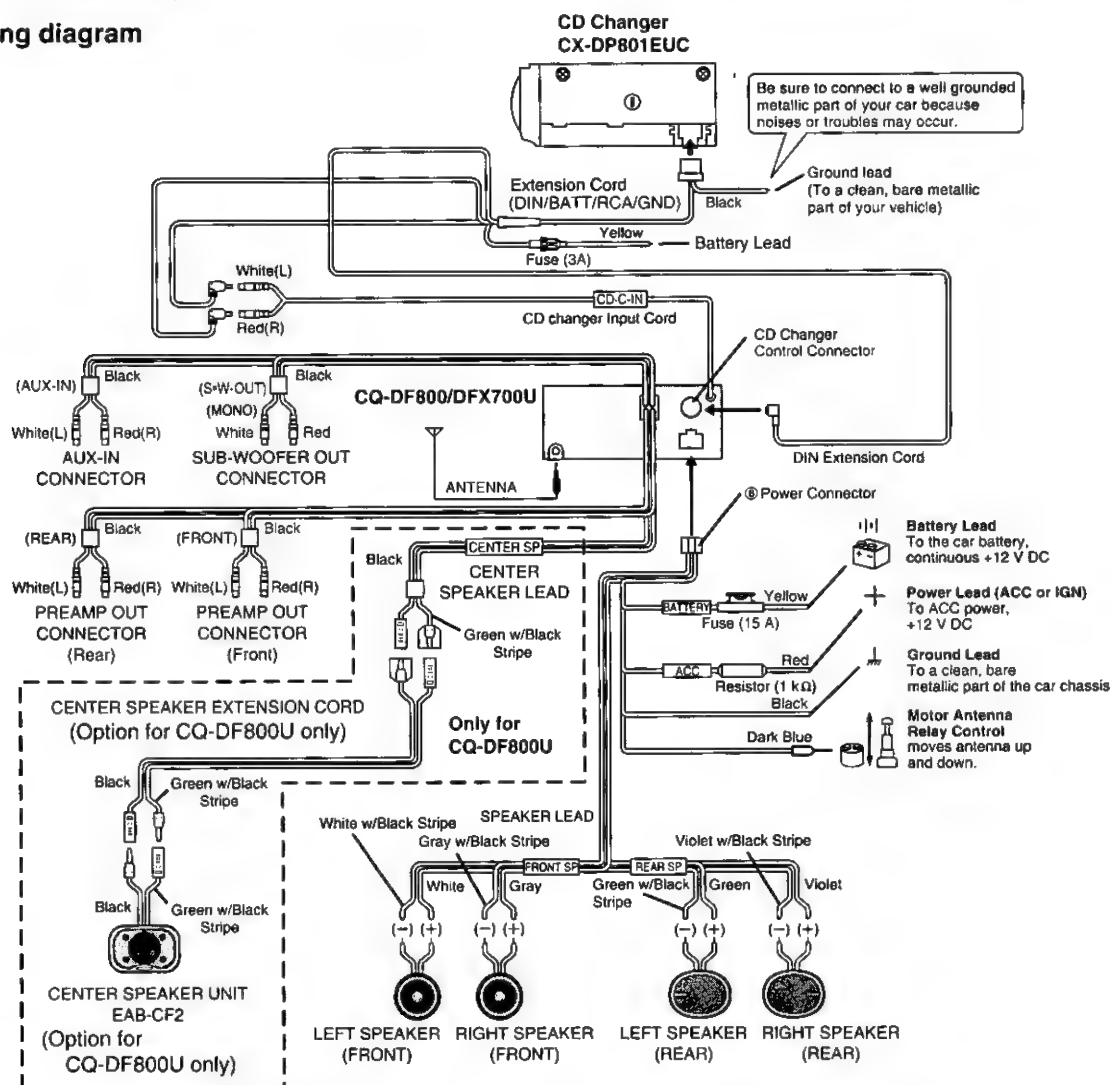 ng diagram
CD Changer
CX-DP801EUC
Be sure to connect to a well grounded
metallic part of your car because
noises or troubles may occur.
Ground lead
(To a clean, bare metallic
part of your vehicle)
Extension Cord
(DIN/BATT/RCA/GND)
Black
Yellow
Battery Lead
Fuse (3A)
White(L)
Red(R)
CD-C-IN
CD changer Input Cord
CD Changer
Control Connector
(AUX-IN)
Black
White(L)
Red(R)
AUX-IN
CONNECTOR
(S•W-OUT)
Black
(MONO)
White
Red
SUB-WOOFER OUT
CONNECTOR
CQ-DF800/DFX700U
ANTENNA
DIN Extension Cord
(REAR)
Black
White(L)
Red(R)
PREAMP OUT
CONNECTOR
(Rear)
(FRONT)
Black
White(L)
Red(R)
PREAMP OUT
CONNECTOR
(Front)
Black
CENTER SP
CENTER
SPEAKER LEAD
Green w/Black
Stripe
Ⓑ Power Connector
BATTERY
Yellow
Fuse (15 A)
Battery Lead
To the car battery,
continuous +12 V DC
ACC
Red
Resistor (1 kΩ)
Power Lead (ACC or IGN)
To ACC power,
+12 V DC
Black
Ground Lead
To a clean, bare
metallic part of the car chassis
Dark Blue
Motor Antenna
Relay Control
moves antenna up
and down.
CENTER SPEAKER EXTENSION CORD
(Option for CQ-DF800U only)
Only for
CQ-DF800U
Black
Green w/Black
Stripe
Black
Green w/Black
Stripe
CENTER SPEAKER UNIT
EAB-CF2
(Option for
CQ-DF800U only)
SPEAKER LEAD
White w/Black Stripe
Gray w/Black Stripe
Violet w/Black Stripe
FRONT SP
REAR SP
White
Gray
Green w/Black
Stripe
Green
Violet
(−) (+)
(−) (+)
(−) (+)
(−) (+)
LEFT SPEAKER
(FRONT)
RIGHT SPEAKER
(FRONT)
LEFT SPEAKER
(REAR)
RIGHT SPEAKER
(REAR)